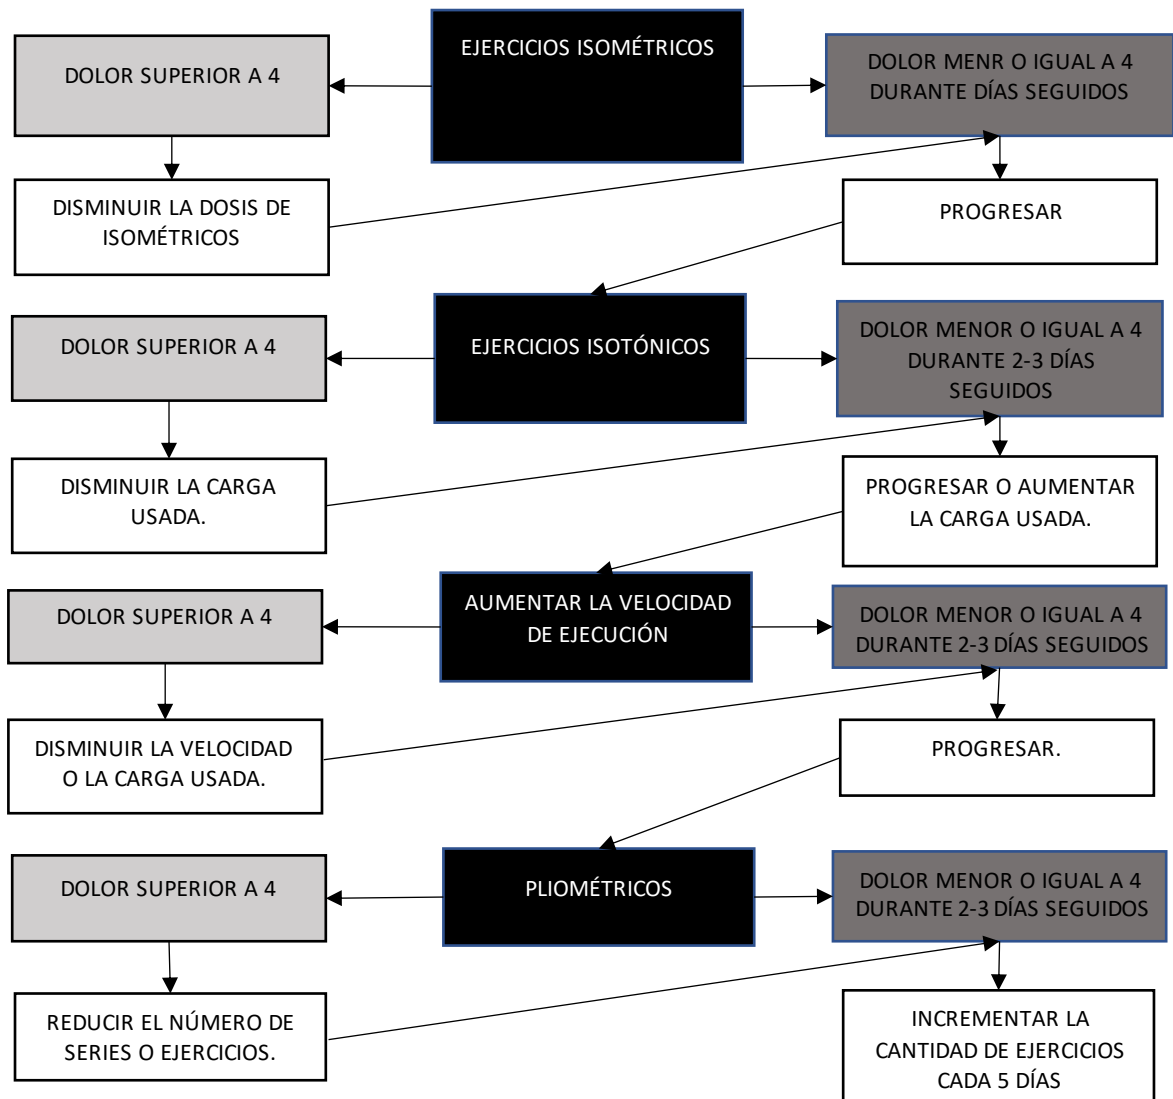 EJERCICIOS ISOMÉTRICOS
DOLOR SUPERIOR A 4
DOLOR MENR O IGUAL A 4
DURANTE DÍAS SEGUIDOS
DISMINUIR LA DOSIS DE
ISOMÉTRICOS
PROGRESAR
DOLOR SUPERIOR A 4
EJERCICIOS ISOTÓNICOS
DOLOR MENOR O IGUAL A 4
DURANTE 2-3 DÍAS
SEGUIDOS
DISMINUIR LA CARGA
USADA.
PROGRESAR O AUMENTAR
LA CARGA USADA.
DOLOR SUPERIOR A 4
AUMENTAR LA VELOCIDAD
DE EJECUCIÓN
DOLOR MENOR O IGUAL A 4
DURANTE 2-3 DÍAS SEGUIDOS
DISMINUIR LA VELOCIDAD
O LA CARGA USADA.
PROGRESAR.
DOLOR SUPERIOR A 4
PLIOMÉTRICOS
DOLOR MENOR O IGUAL A 4
DURANTE 2-3 DÍAS SEGUIDOS
REDUCIR EL NÚMERO DE
SERIES O EJERCICIOS.
INCREMENTAR LA
CANTIDAD DE EJERCICIOS
CADA 5 DÍAS